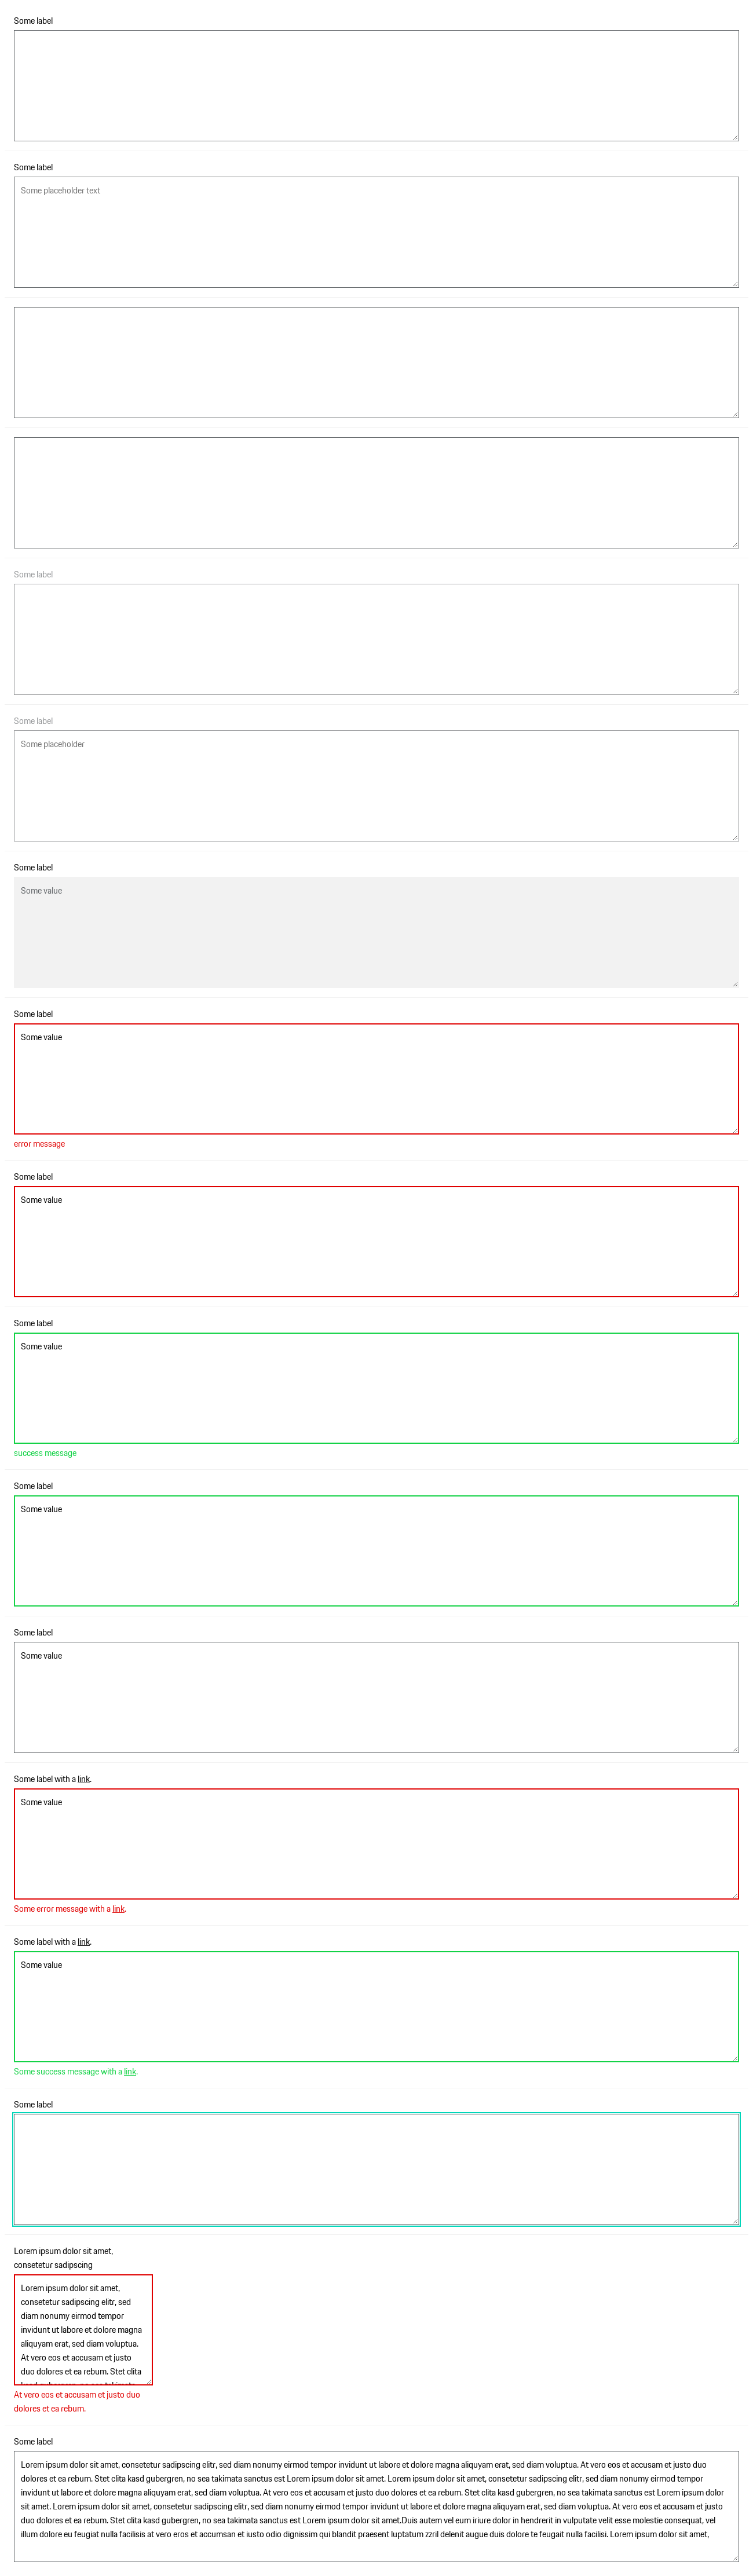 Some label
Some label
Some placeholder text
Some label
Some label
Some placeholder
Some label
Some value
Some label
Some value
error message
Some label
Some value
Some label
Some value
success message
Some label
Some value
Some label
Some value
Some label with a link.
Some value
Some error message with a link.
Some label with a link.
Some value
Some success message with a link.
Some label
Lorem ipsum dolor sit amet,
consetetur sadipscing
Lorem ipsum dolor sit amet,
consetetur sadipscing elitr, sed
diam nonumy eirmod tempor
invidunt ut labore et dolore magna
aliquyam erat, sed diam voluptua.
At vero eos et accusam et justo
duo dolores et ea rebum. Stet clita
kasd gubergren, no sea takimata
At vero eos et accusam et justo duo
dolores et ea rebum.
Some label
Lorem ipsum dolor sit amet, consetetur sadipscing elitr, sed diam nonumy eirmod tempor invidunt ut labore et dolore magna aliquyam erat, sed diam voluptua. At vero eos et accusam et justo duo
dolores et ea rebum. Stet clita kasd gubergren, no sea takimata sanctus est Lorem ipsum dolor sit amet. Lorem ipsum dolor sit amet, consetetur sadipscing elitr, sed diam nonumy eirmod tempor
invidunt ut labore et dolore magna aliquyam erat, sed diam voluptua. At vero eos et accusam et justo duo dolores et ea rebum. Stet clita kasd gubergren, no sea takimata sanctus est Lorem ipsum dolor
sit amet. Lorem ipsum dolor sit amet, consetetur sadipscing elitr, sed diam nonumy eirmod tempor invidunt ut labore et dolore magna aliquyam erat, sed diam voluptua. At vero eos et accusam et justo
duo dolores et ea rebum. Stet clita kasd gubergren, no sea takimata sanctus est Lorem ipsum dolor sit amet.Duis autem vel eum iriure dolor in hendrerit in vulputate velit esse molestie consequat, vel
illum dolore eu feugiat nulla facilisis at vero eros et accumsan et iusto odio dignissim qui blandit praesent luptatum zzril delenit augue duis dolore te feugait nulla facilisi. Lorem ipsum dolor sit amet,